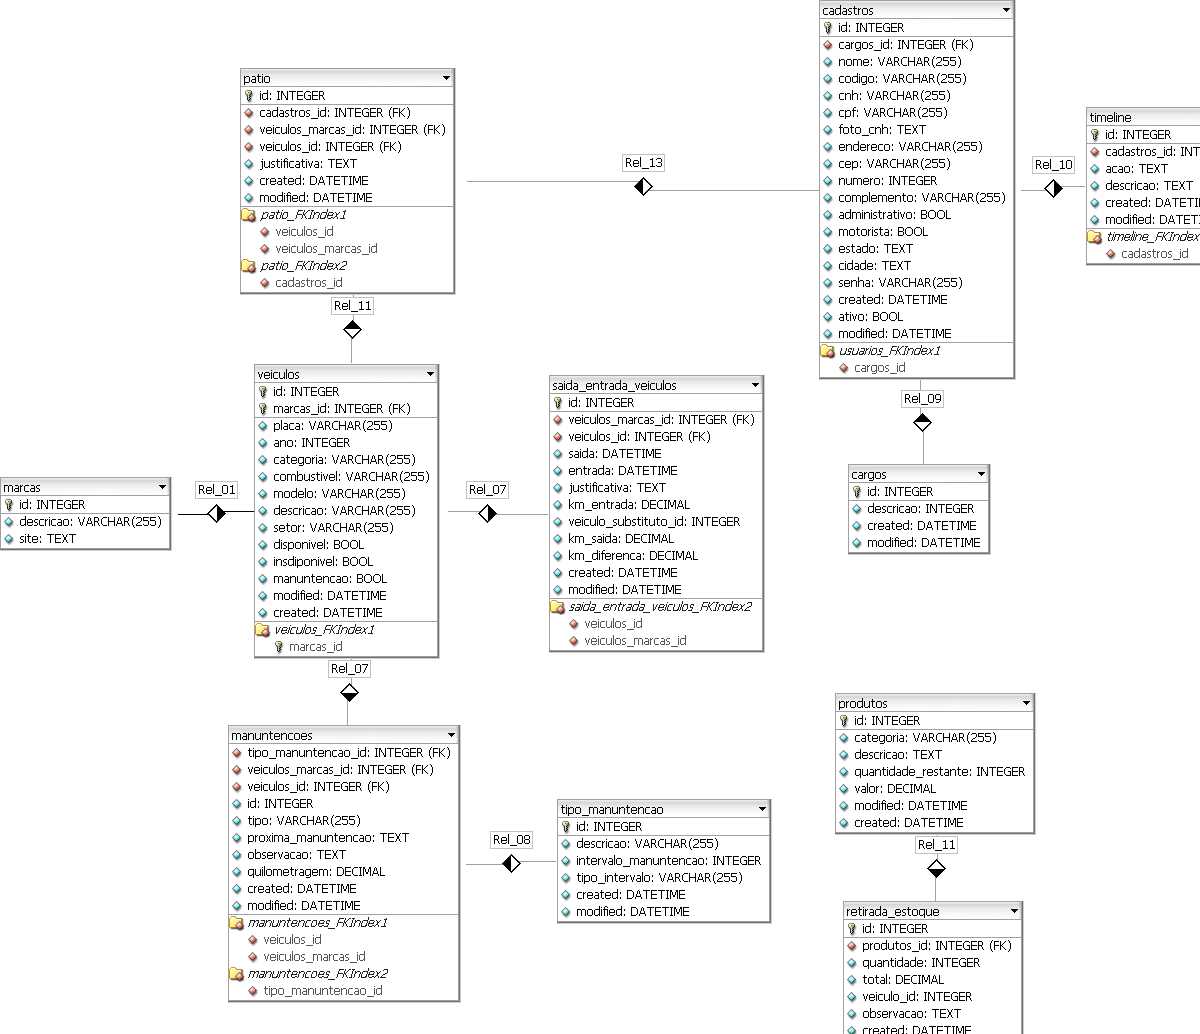 cadastros
id: INTEGER
cargos_id: INTEGER (FK)
nome: VARCHAR(255)
codigo: VARCHAR(255)
cnh: VARCHAR(255)
cpf: VARCHAR(255)
foto_cnh: TEXT
endereco: VARCHAR(255)
cep: VARCHAR(255)
numero: INTEGER
complemento: VARCHAR(255)
administrativo: BOOL
motorista: BOOL
estado: TEXT
cidade: TEXT
senha: VARCHAR(255)
created: DATETIME
ativo: BOOL
modified: DATETIME
usuarios_FKIndex1
cargos_id
patio
id: INTEGER
cadastros_id: INTEGER (FK)
veiculos_marcas_id: INTEGER (FK)
veiculos_id: INTEGER (FK)
justificativa: TEXT
created: DATETIME
modified: DATETIME
patio_FKIndex1
veiculos_id
veiculos_marcas_id
patio_FKIndex2
cadastros_id
Rel_13
Rel_10
timeline
id: INTEGER
cadastros_id: INT
acao: TEXT
descricao: TEXT
created: DATETI
modified: DATET
timeline_FKIndex
cadastros_id
Rel_11
veiculos
id: INTEGER
marcas_id: INTEGER (FK)
placa: VARCHAR(255)
ano: INTEGER
categoria: VARCHAR(255)
combustivel: VARCHAR(255)
modelo: VARCHAR(255)
descricao: VARCHAR(255)
setor: VARCHAR(255)
disponivel: BOOL
insdiponivel: BOOL
manuntencao: BOOL
modified: DATETIME
created: DATETIME
veiculos_FKIndex1
marcas_id
saida_entrada_veiculos
id: INTEGER
veiculos_marcas_id: INTEGER (FK)
veiculos_id: INTEGER (FK)
saida: DATETIME
entrada: DATETIME
justificativa: TEXT
km_entrada: DECIMAL
veiculo_substituto_id: INTEGER
km_saida: DECIMAL
km_diferenca: DECIMAL
created: DATETIME
modified: DATETIME
saida_entrada_veiculos_FKIndex2
veiculos_id
veiculos_marcas_id
Rel_09
cargos
id: INTEGER
descricao: INTEGER
created: DATETIME
modified: DATETIME
marcas
id: INTEGER
descricao: VARCHAR(255)
site: TEXT
Rel_01
Rel_07
Rel_07
manuntencoes
tipo_manuntencao_id: INTEGER (FK)
veiculos_marcas_id: INTEGER (FK)
veiculos_id: INTEGER (FK)
id: INTEGER
tipo: VARCHAR(255)
proxima_manuntencao: TEXT
observacao: TEXT
quilometragem: DECIMAL
created: DATETIME
modified: DATETIME
manuntencoes_FKIndex1
veiculos_id
veiculos_marcas_id
manuntencoes_FKIndex2
tipo_manuntencao_id
Rel_08
tipo_manuntencao
id: INTEGER
descricao: VARCHAR(255)
intervalo_manuntencao: INTEGER
tipo_intervalo: VARCHAR(255)
created: DATETIME
modified: DATETIME
produtos
id: INTEGER
categoria: VARCHAR(255)
descricao: TEXT
quantidade_restante: INTEGER
valor: DECIMAL
modified: DATETIME
created: DATETIME
Rel_11
retirada_estoque
id: INTEGER
produtos_id: INTEGER (FK)
quantidade: INTEGER
total: DECIMAL
veiculo_id: INTEGER
observacao: TEXT
created: DATETIME